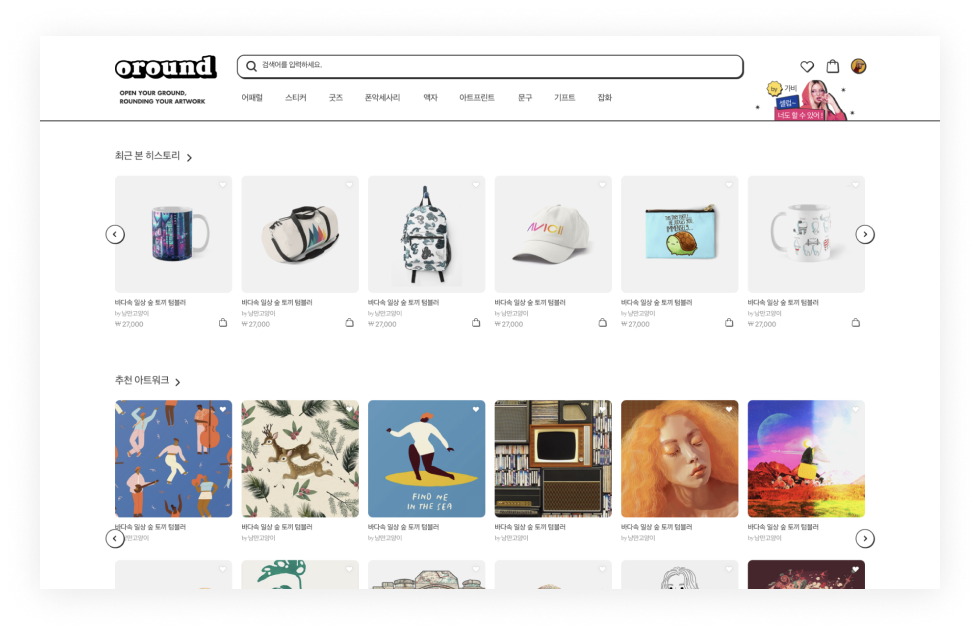 oround
OPEN YOUR GROUND,
ROUNDING YOUR ARTWORK
검색어를 입력하세요.
어패럴 스티커 굿즈 폰악세사리 액자 아트프린트 문구 기프트 잡화
by 가비
셀럽~
너도 할 수 있어!
최근 본 히스토리
AVICII
바다속 일상 숲 토끼 텀블러 바다속 일상 숲 토끼 텀블러 바다속 일상 숲 토끼 텀블러 바다속 일상 숲 토끼 텀블러 바다속 일상 숲 토끼 텀블러 바다속 일상 숲 토끼 텀블러
by 낭만고양이 by 낭만고양이 by 낭만고양이 by 낭만고양이 by 낭만고양이 by 낭만고양이
₩ 27,000 ₩ 27,000 ₩ 27,000 ₩ 27,000 ₩ 27,000 ₩ 27,000
추천 아트워크
FIND ME
IN THE SEA
바다속 일상 숲 토끼 텀블러 바다속 일상 숲 토끼 텀블러 바다속 일상 숲 토끼 텀블러 바다속 일상 숲 토끼 텀블러 바다속 일상 숲 토끼 텀블러 바다속 일상 숲 토끼 텀블러
낭만고양이 by 낭만고양이 by 낭만고양이 by 낭만고양이 by 낭만고양이 by 낭만고양이